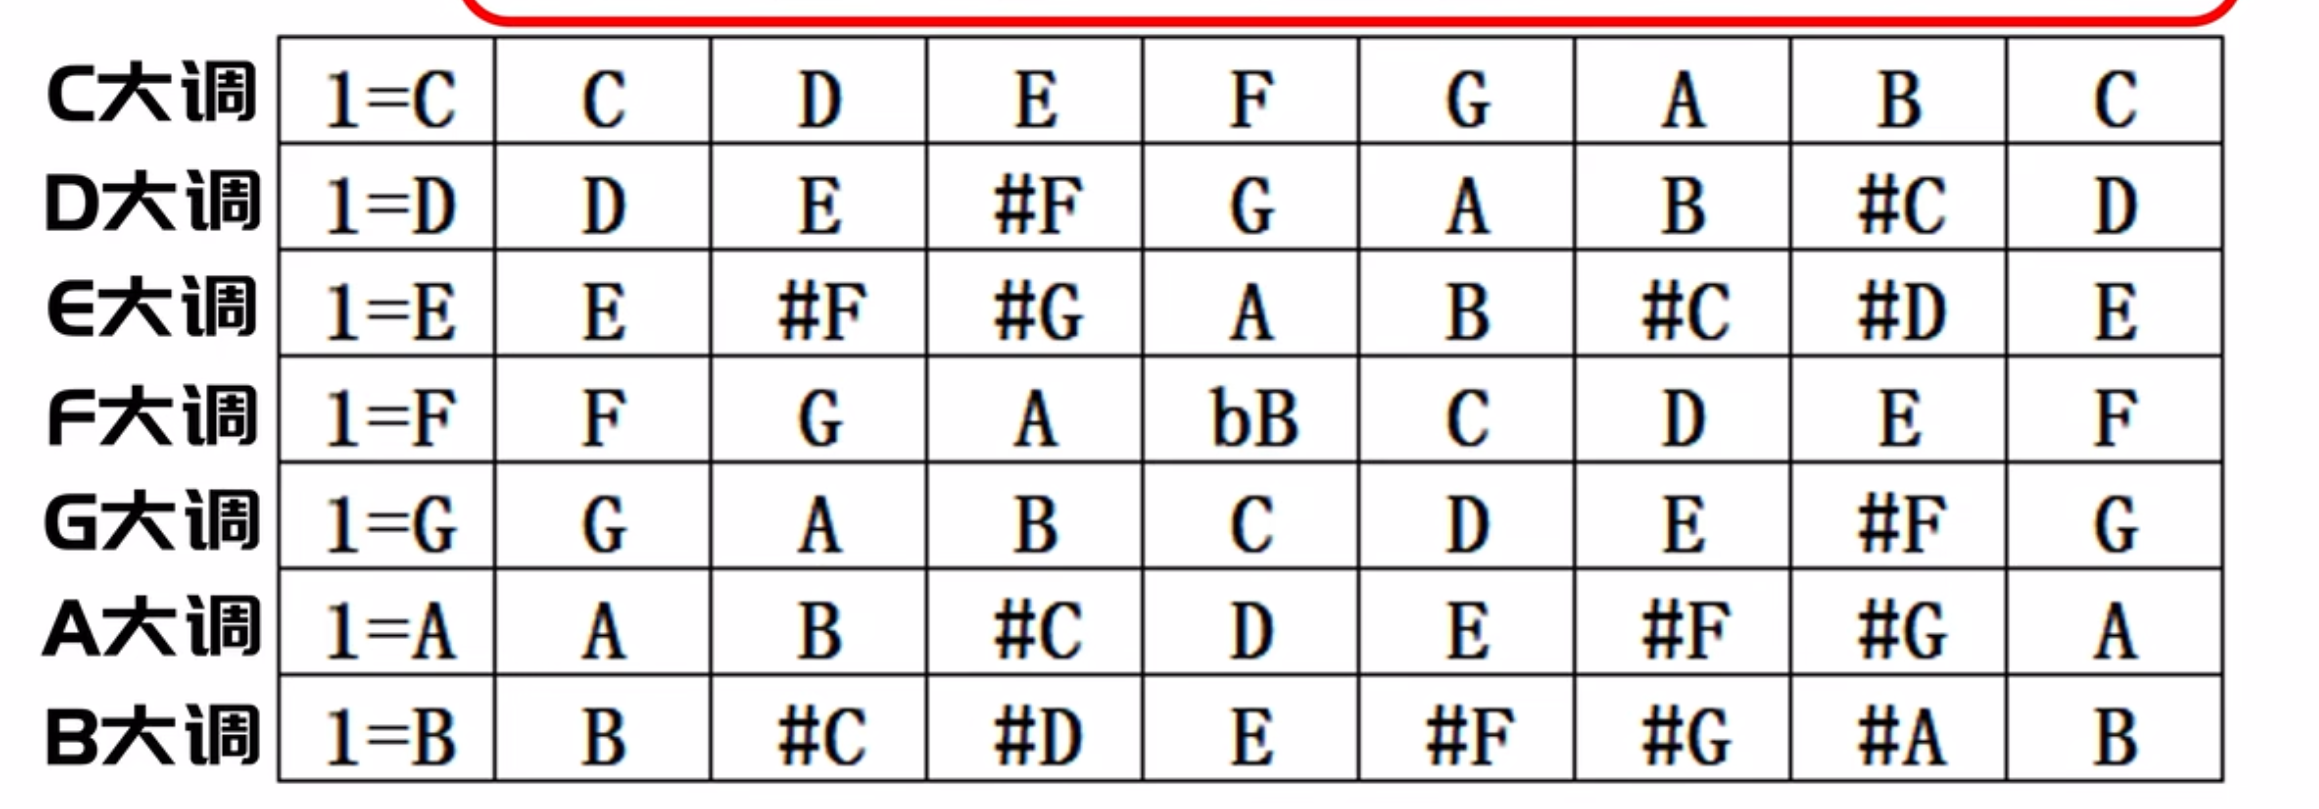 C大调 1=C C D E F G A B C
D大调 1=D D E #F G A B #C D
E大调 1=E E #F #G A B #C #D E
F大调 1=F F G A bB C D E F
G大调 1=G G A B C D E #F G
A大调 1=A A B #C D E #F #G A
B大调 1=B B #C #D E #F #G #A B